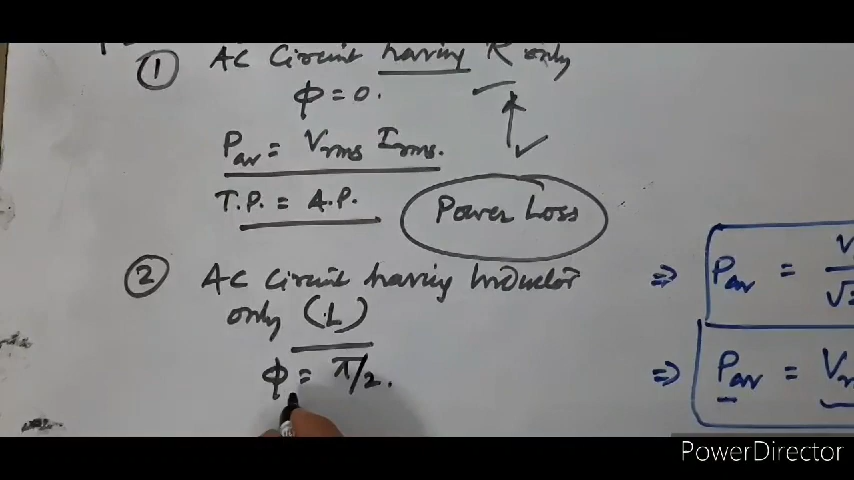 ① AC Circuit having R only
ϕ = 0.
Pav = Vrms Irms.
T.P. = A.P.
Power Loss
② AC Circuit having Inductor
only (L)
ϕ = π/2.
⇒ Pav =
⇒ Pav =
PowerDirector